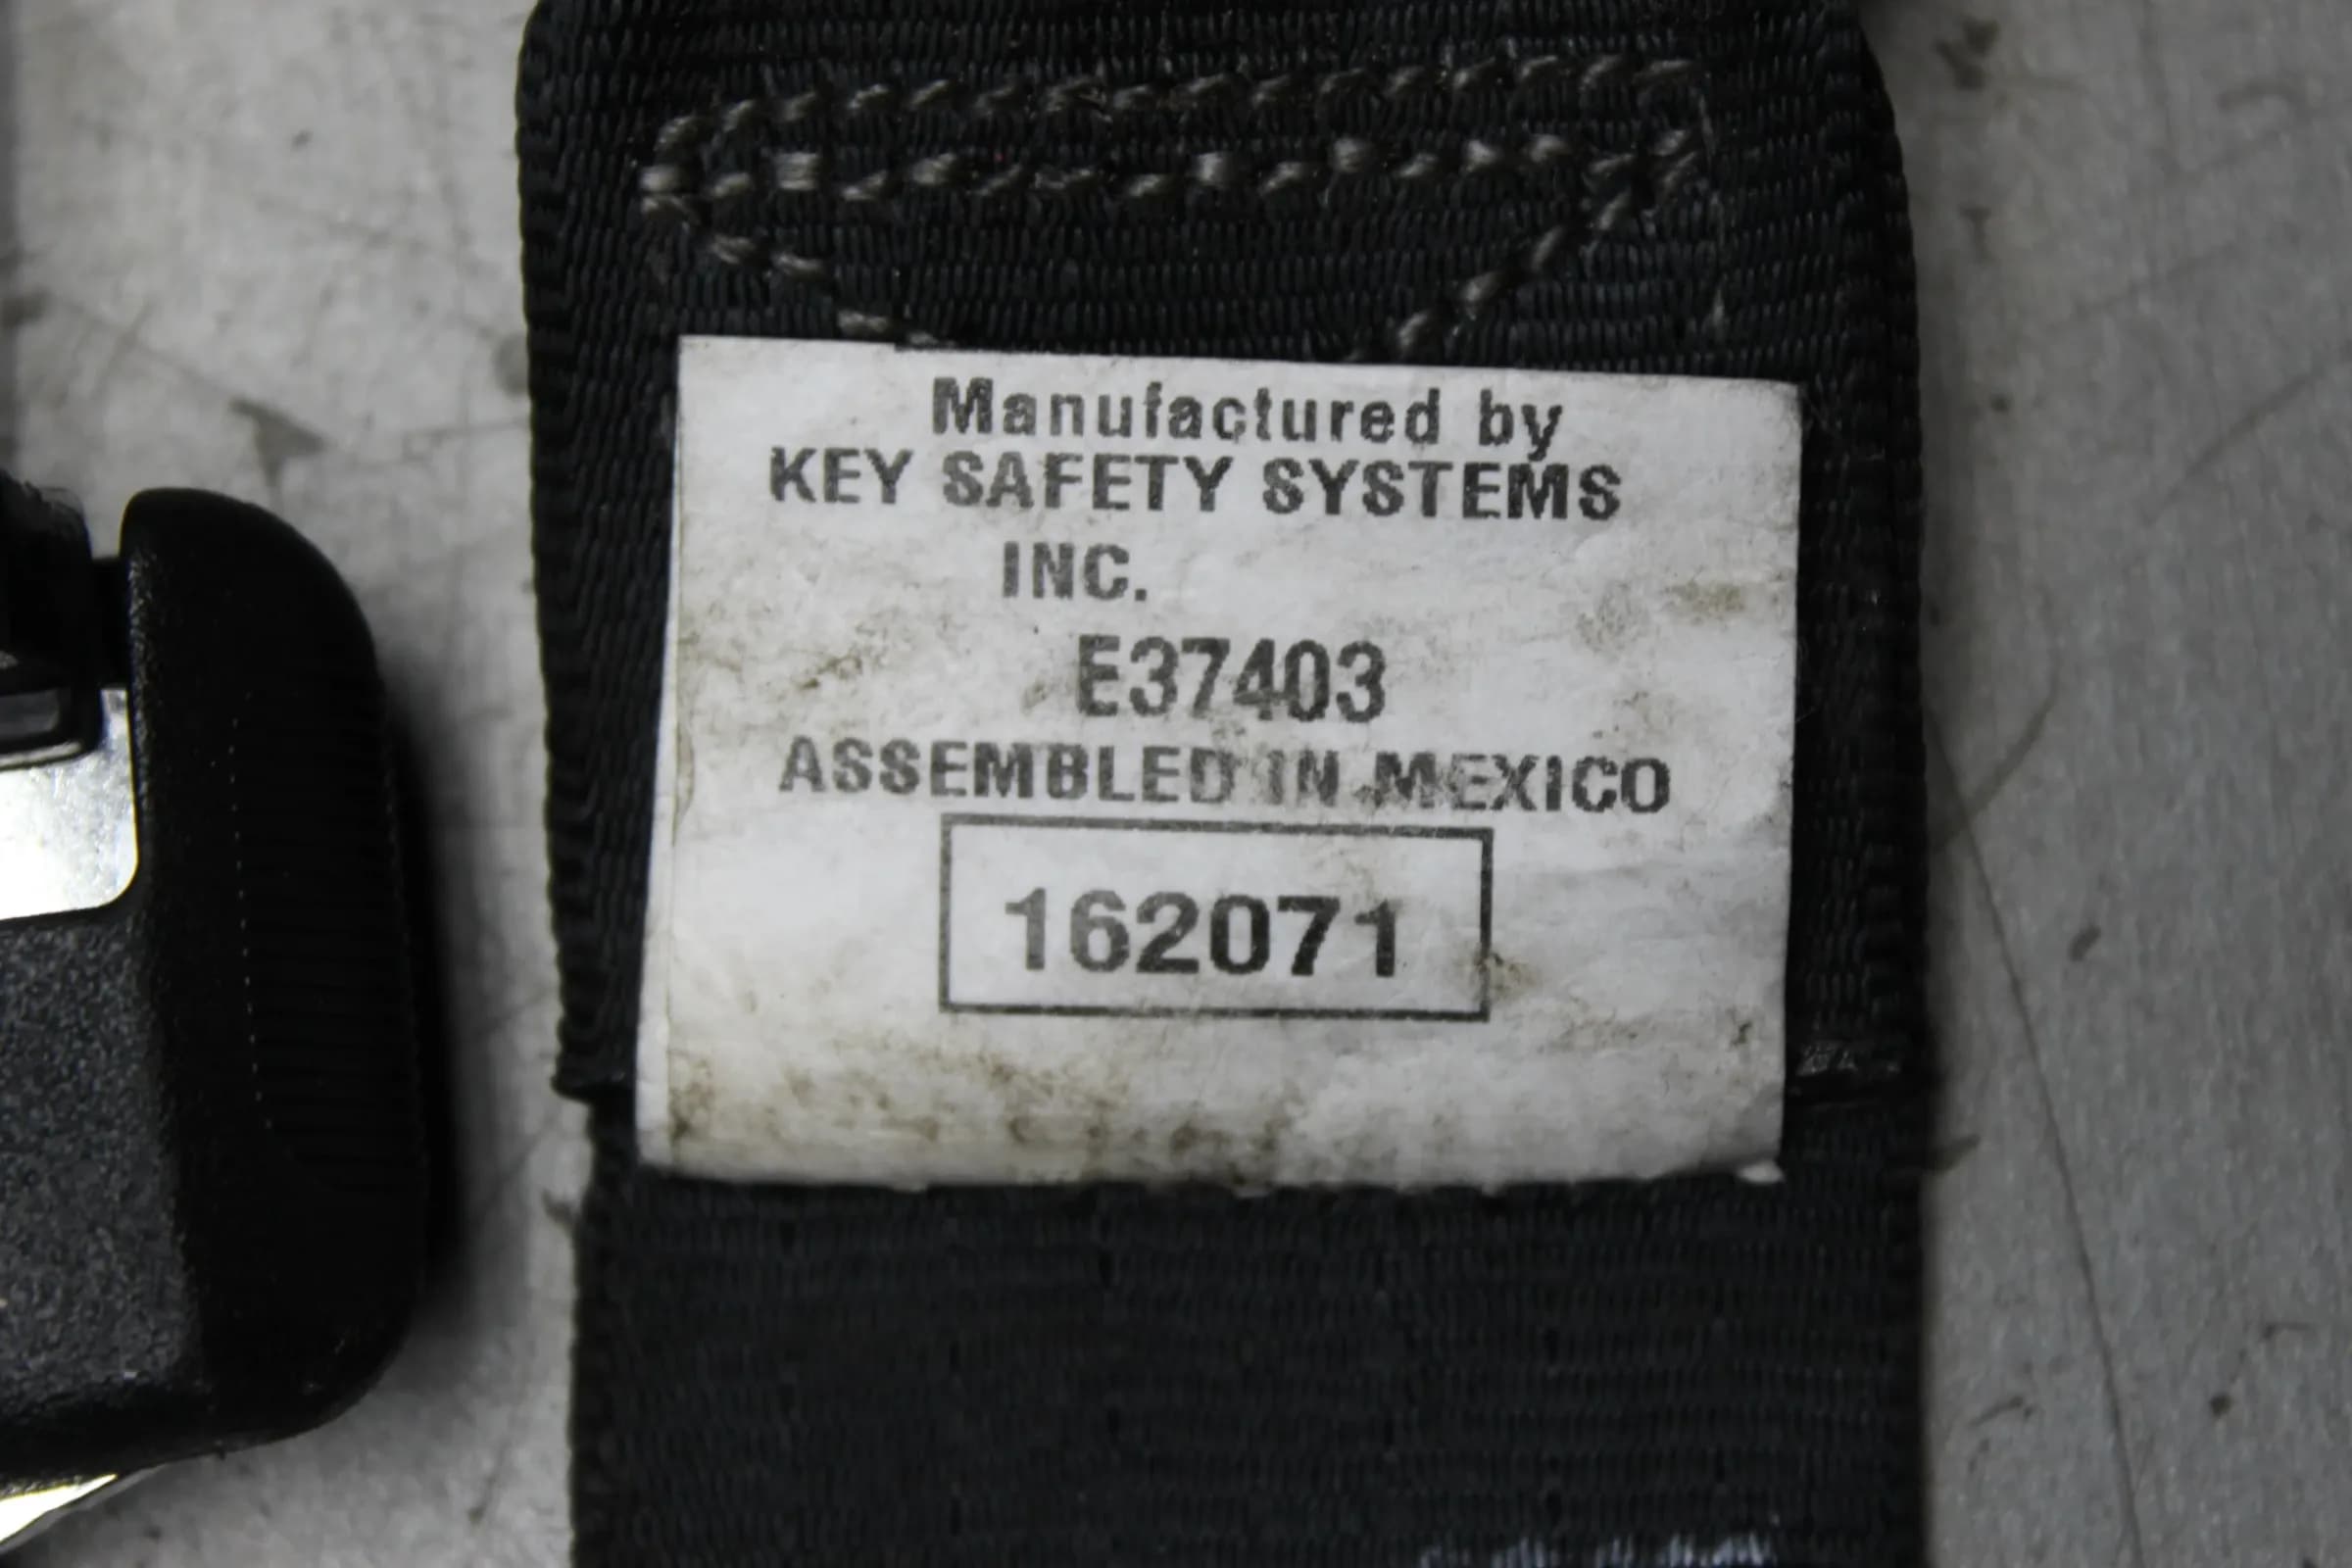 Manufactured by
KEY SAFETY SYSTEMS
INC.
E37403
ASSEMBLED IN MEXICO
162071